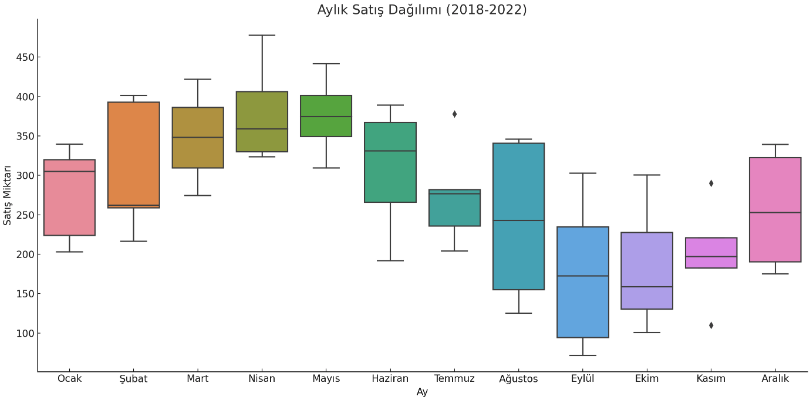 Aylık Satış Dağılımı (2018-2022)
Satış Miktarı
450
400
350
300
250
200
150
100
Ocak Şubat Mart Nisan Mayıs Haziran Temmuz Ağustos Eylül Ekim Kasım Aralık
Ay